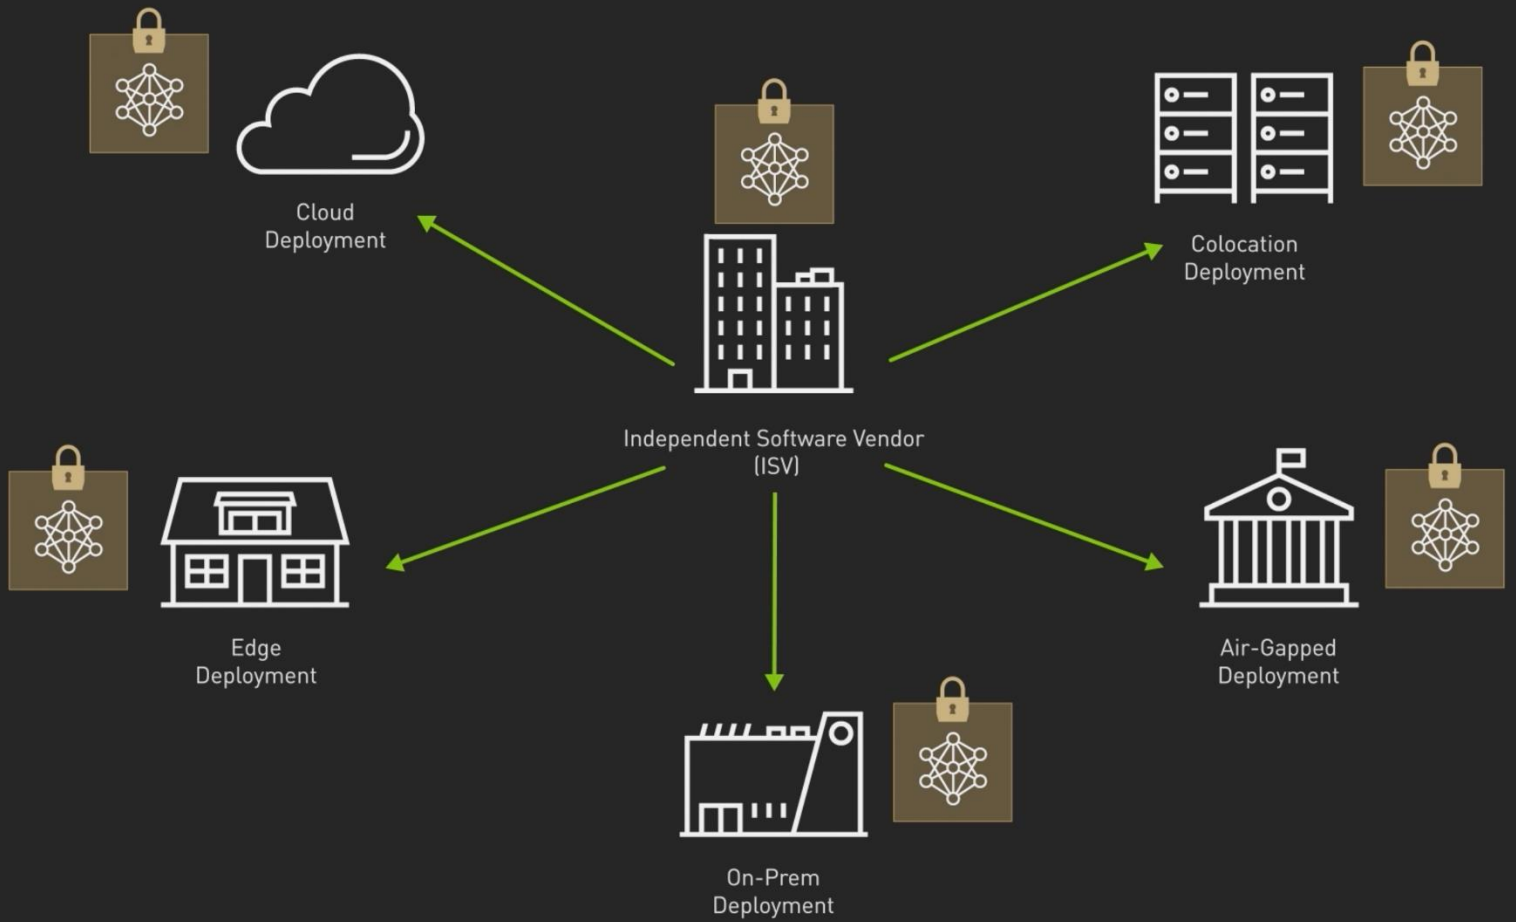 Cloud
Deployment
Colocation
Deployment
Independent Software Vendor
(ISV)
Edge
Deployment
Air-Gapped
Deployment
On-Prem
Deployment